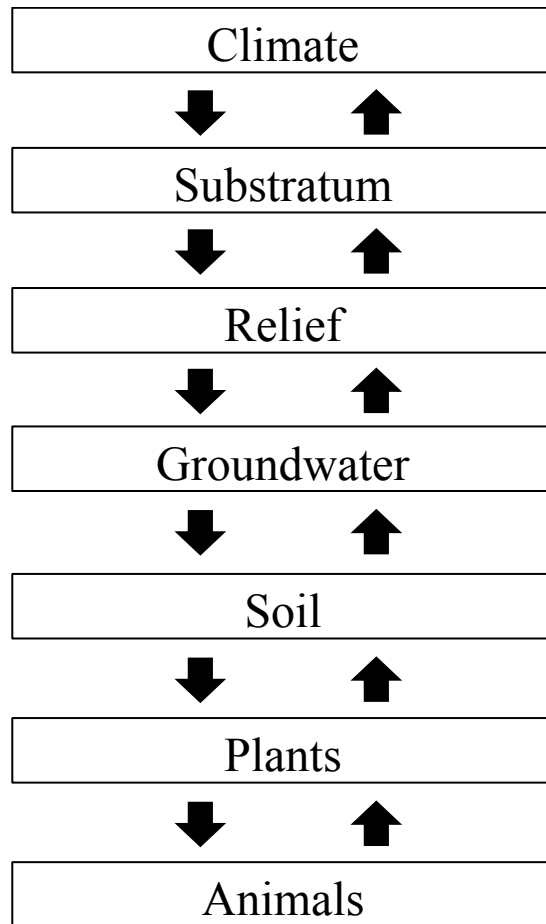 Climate
Substratum
Relief
Groundwater
Soil
Plants
Animals